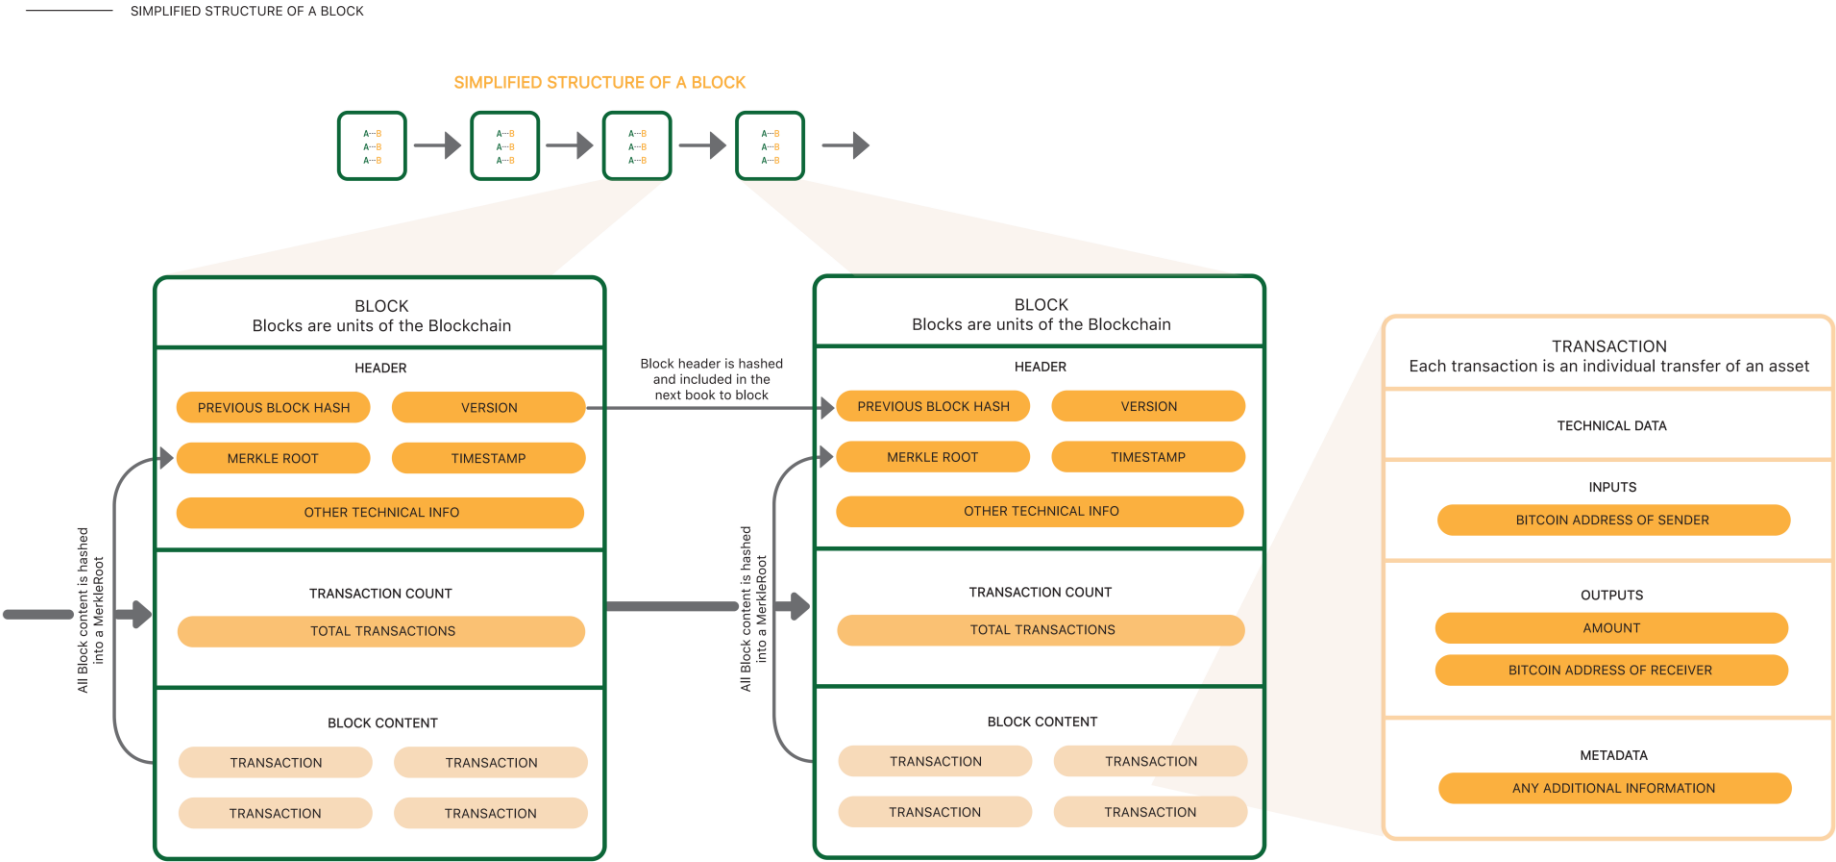 SIMPLIFIED STRUCTURE OF A BLOCK
SIMPLIFIED STRUCTURE OF A BLOCK
A---B
A---B
A---B
A---B
A---B
A---B
A---B
A---B
A---B
A---B
A---B
A---B
BLOCK
Blocks are units of the Blockchain
HEADER
PREVIOUS BLOCK HASH
VERSION
MERKLE ROOT
TIMESTAMP
OTHER TECHNICAL INFO
TRANSACTION COUNT
TOTAL TRANSACTIONS
BLOCK CONTENT
TRANSACTION
TRANSACTION
TRANSACTION
TRANSACTION
All Block content is hashed
into a MerkleRoot
Block header is hashed
and included in the
next book to block
BLOCK
Blocks are units of the Blockchain
HEADER
PREVIOUS BLOCK HASH
VERSION
MERKLE ROOT
TIMESTAMP
OTHER TECHNICAL INFO
TRANSACTION COUNT
TOTAL TRANSACTIONS
BLOCK CONTENT
TRANSACTION
TRANSACTION
TRANSACTION
TRANSACTION
All Block content is hashed
into a MerkleRoot
TRANSACTION
Each transaction is an individual transfer of an asset
TECHNICAL DATA
INPUTS
BITCOIN ADDRESS OF SENDER
OUTPUTS
AMOUNT
BITCOIN ADDRESS OF RECEIVER
METADATA
ANY ADDITIONAL INFORMATION